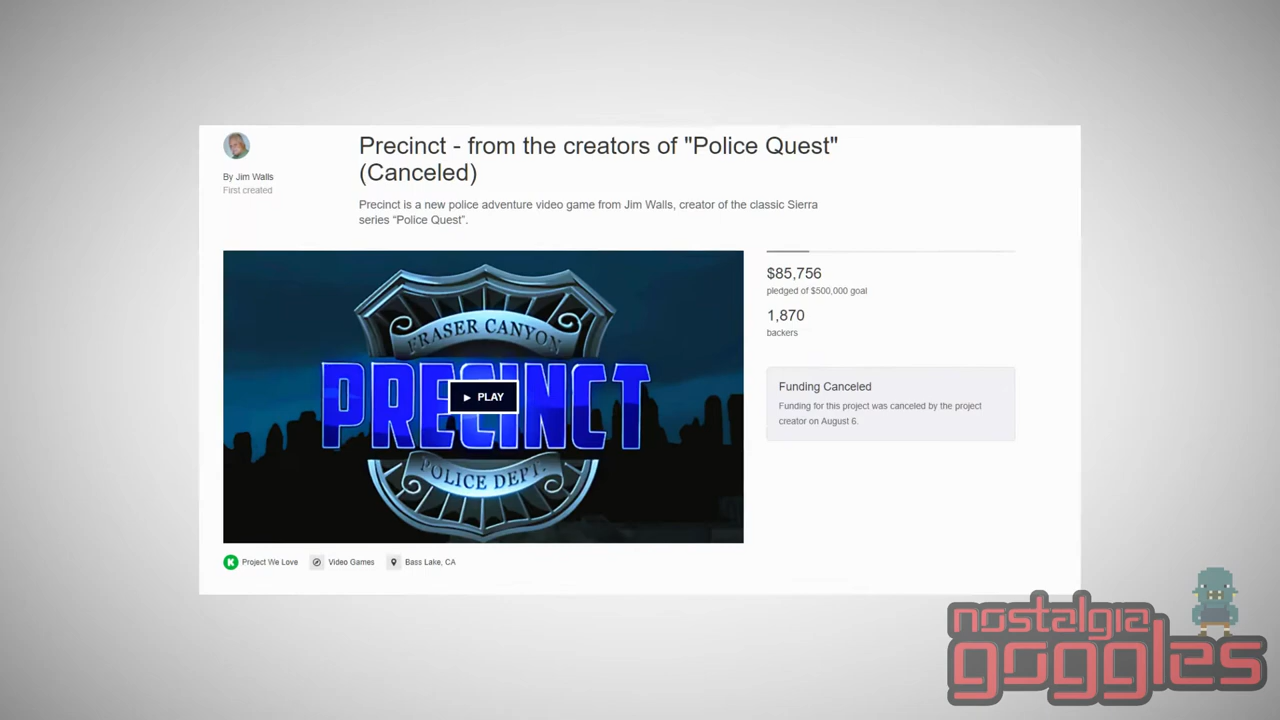 Precinct - from the creators of "Police Quest"
(Canceled)
By Jim Walls
First created
Precinct is a new police adventure video game from Jim Walls, creator of the classic Sierra
series “Police Quest”.
FRASER CANYON
PRECINCT
PLAY
POLICE DEPT.
$85,756
pledged of $500,000 goal
1,870
backers
Funding Canceled
Funding for this project was canceled by the project
creator on August 6.
Project We Love
Video Games
Bass Lake, CA
nostalgia
goggles